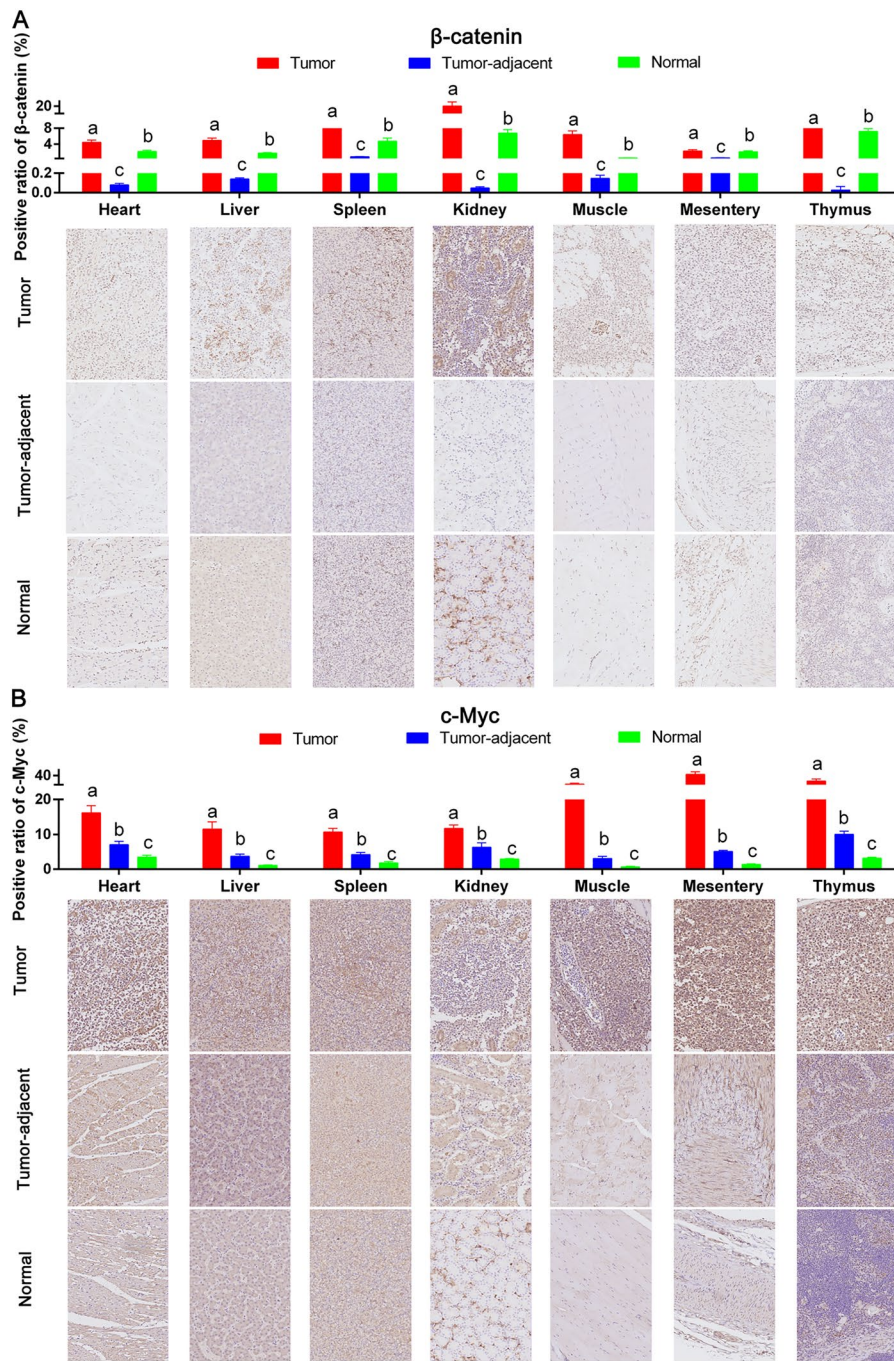 A
β-catenin
Positive ratio of β-catenin (%)
Tumor Tumor-adjacent Normal
20
8
4
0.2
0.0
a c b a c b a c b a c b a c b a c b a c b
Heart Liver Spleen Kidney Muscle Mesentery Thymus
Tumor
Tumor-adjacent
Normal
B
c-Myc
Positive ratio of c-Myc (%)
Tumor Tumor-adjacent Normal
40
20
10
0
a b c a b c a b c a b c a b c a b c a b c
Heart Liver Spleen Kidney Muscle Mesentery Thymus
Tumor
Tumor-adjacent
Normal